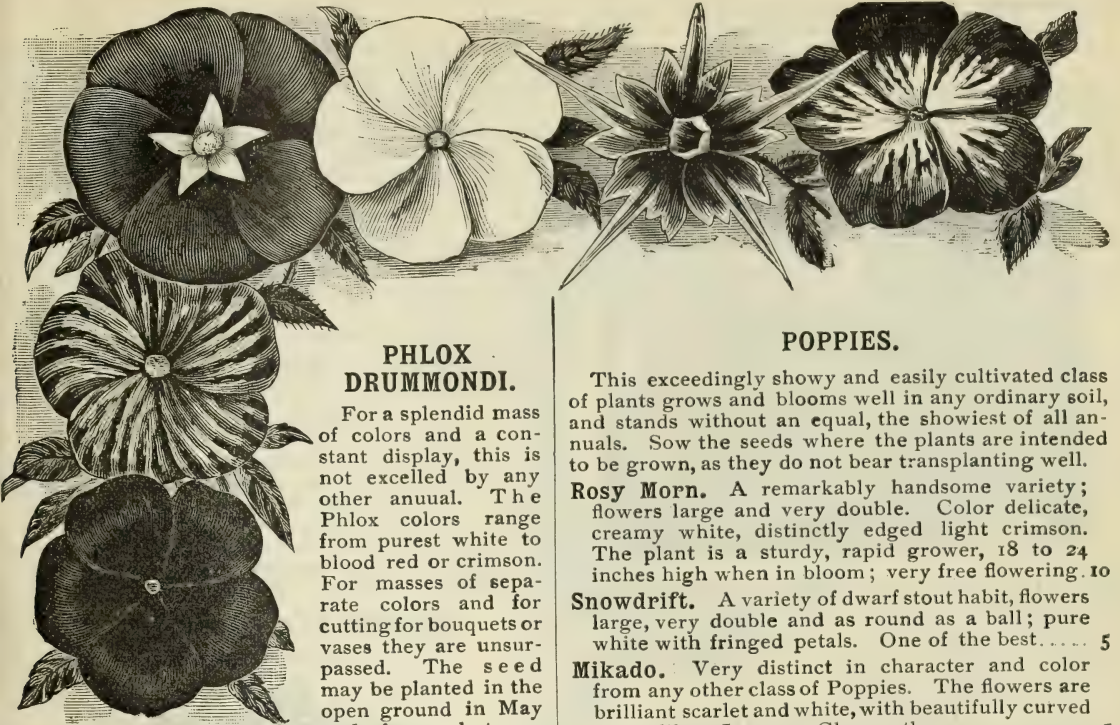 PHLOX
DRUMMONDI.
For a splendid mass
of colors and a con-
stant display, this is
not excelled by any
other anuual. The
Phlox colors range
from purest white to
blood red or crimson.
For masses of sepa-
rate colors and for
cutting for bouquets or
vases they are unsur-
passed. The seed
may be planted in the
open ground in May
POPPIES.
This exceedingly showy and easily cultivated class
of plants grows and blooms well in any ordinary soil,
and stands without an equal, the showiest of all an-
nuals. Sow the seeds where the plants are intended
to be grown, as they do not bear transplanting well.
Rosy Morn. A remarkably handsome variety;
flowers large and very double. Color delicate,
creamy white, distinctly edged light crimson.
The plant is a sturdy, rapid grower, 18 to 24
inches high when in bloom; very free flowering. 10
Snowdrift. A variety of dwarf stout habit, flowers
large, very double and as round as a ball; pure
white with fringed petals. One of the best..... 5
Mikado. Very distinct in character and color
from any other class of Poppies. The flowers are
brilliant scarlet and white, with beautifully curved